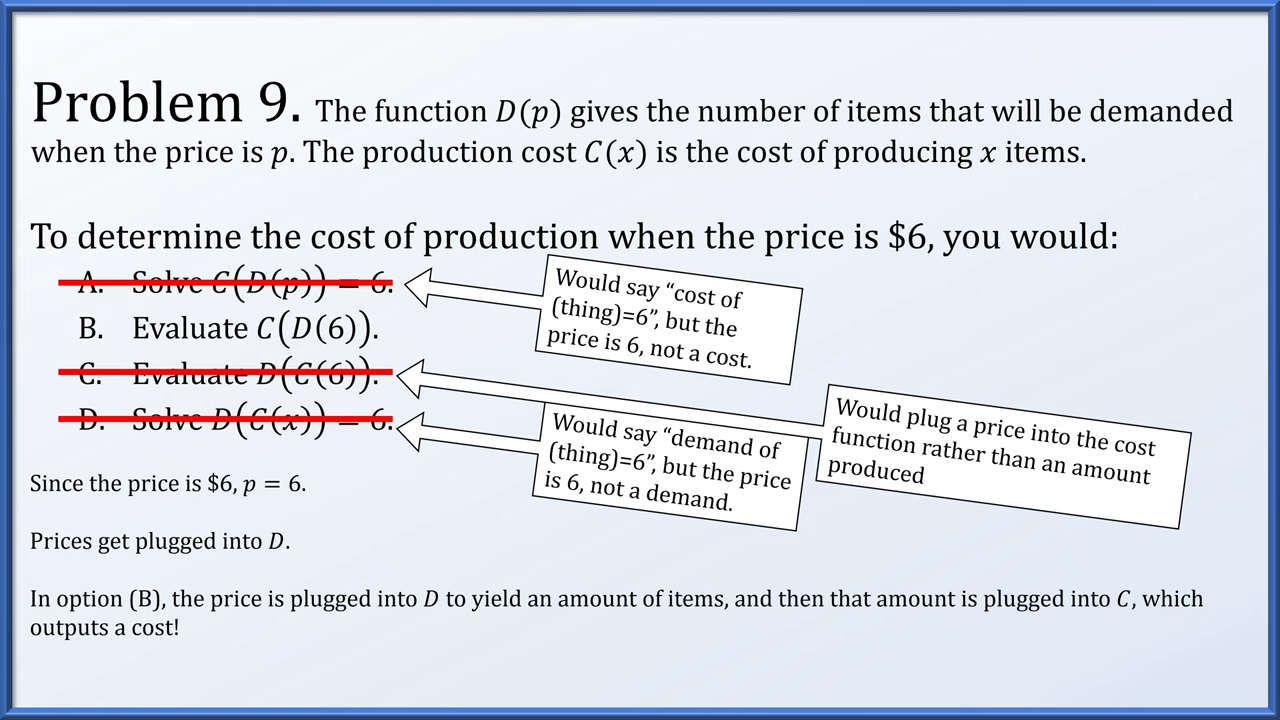 Problem 9. The function D(p) gives the number of items that will be demanded
when the price is p. The production cost C(x) is the cost of producing x items.
To determine the cost of production when the price is $6, you would:
A. Solve C(D(p)) = 6.
B. Evaluate C(D(6)).
C. Evaluate D(C(6)).
D. Solve D(C(x)) = 6.
Would say “cost of
(thing)=6”, but the
price is 6, not a cost.
Would say “demand of
(thing)=6”, but the price
is 6, not a demand.
Would plug a price into the cost
function rather than an amount
produced
Since the price is $6, p = 6.
Prices get plugged into D.
In option (B), the price is plugged into D to yield an amount of items, and then that amount is plugged into C, which
outputs a cost!